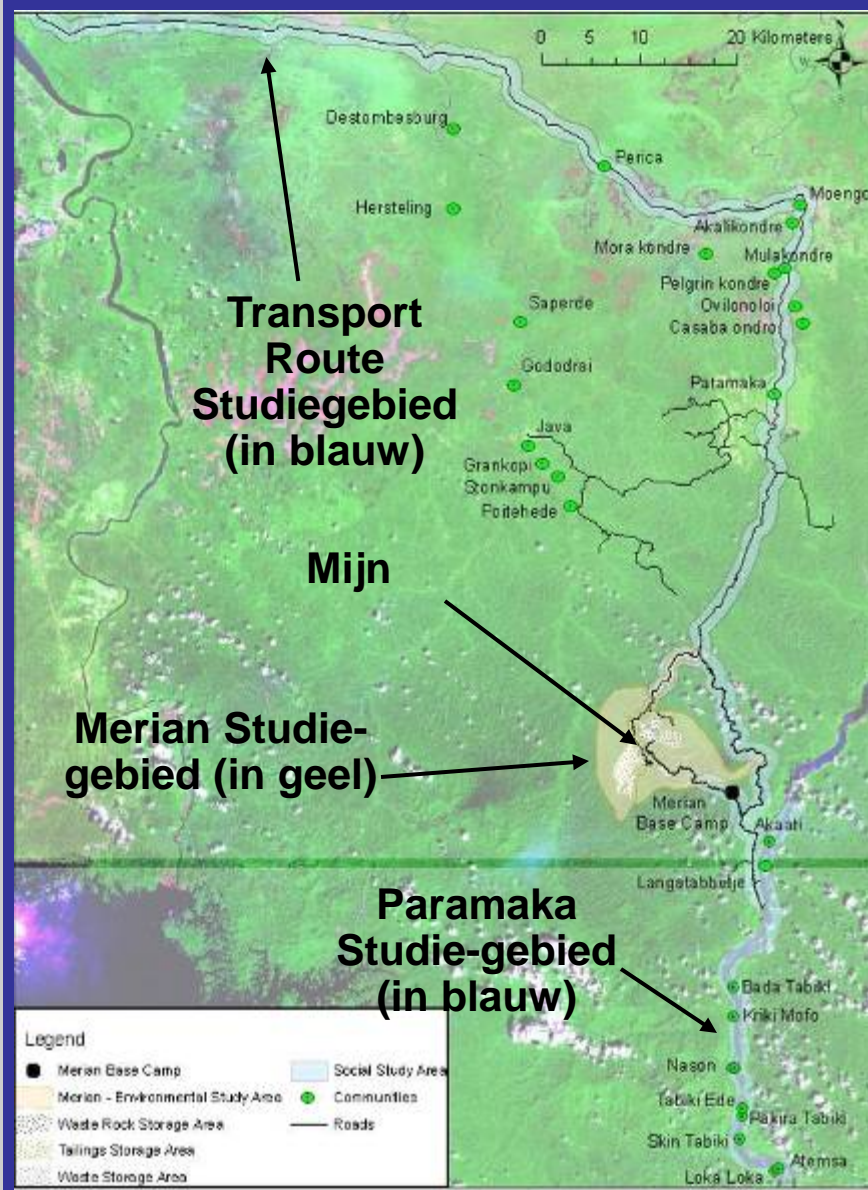 0 5 10 20 Kilometers
W
Destombesburg
Perica
Moengo
Hersteling
Akalikondre
Mora kondre
Mulakondre
Pelgrin kondre
Ovilonoloi
Casaba ondro
Saperde
Transport
Route
Studiegebied
(in blauw)
Gododrai
Patamaka
Java
Grankopi
Stonkampu
Foitehede
Mijn
Merian Studie-
gebied (in geel)
Merian
Base Camp
Akaati
Langatabbetje
Paramaka
Studie-gebied
(in blauw)
Bada Tabiki
Kriki Mofo
Nason
Tabiki Ede
Pakira Tabiki
Skin Tabiki
Atemsa
Loka Loka
Legend
Merian Base Camp
Merian - Environmental Study Area
Waste Rock Storage Area
Tailings Storage Area
Waste Storage Area
Social Study Area
Communities
Roads